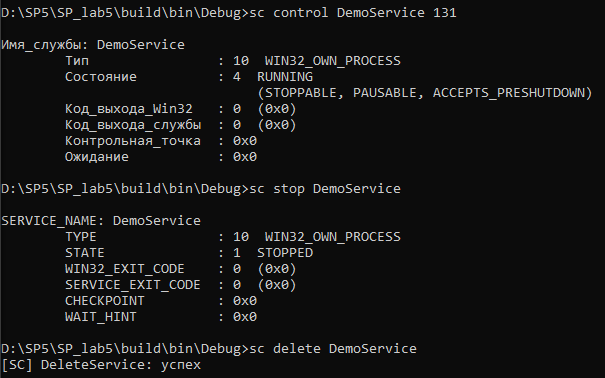 D:\SP5\SP_lab5\build\bin\Debug>sc control DemoService 131
Имя_службы: DemoService
Тип : 10 WIN32_OWN_PROCESS
Состояние : 4 RUNNING
(STOPPABLE, PAUSABLE, ACCEPTS_PRESHUTDOWN)
Код_выхода_Win32 : 0 (0x0)
Код_выхода_службы : 0 (0x0)
Контрольная_точка : 0x0
Ожидание : 0x0
D:\SP5\SP_lab5\build\bin\Debug>sc stop DemoService
SERVICE_NAME: DemoService
TYPE : 10 WIN32_OWN_PROCESS
STATE : 1 STOPPED
WIN32_EXIT_CODE : 0 (0x0)
SERVICE_EXIT_CODE : 0 (0x0)
CHECKPOINT : 0x0
WAIT_HINT : 0x0
D:\SP5\SP_lab5\build\bin\Debug>sc delete DemoService
[SC] DeleteService: успех